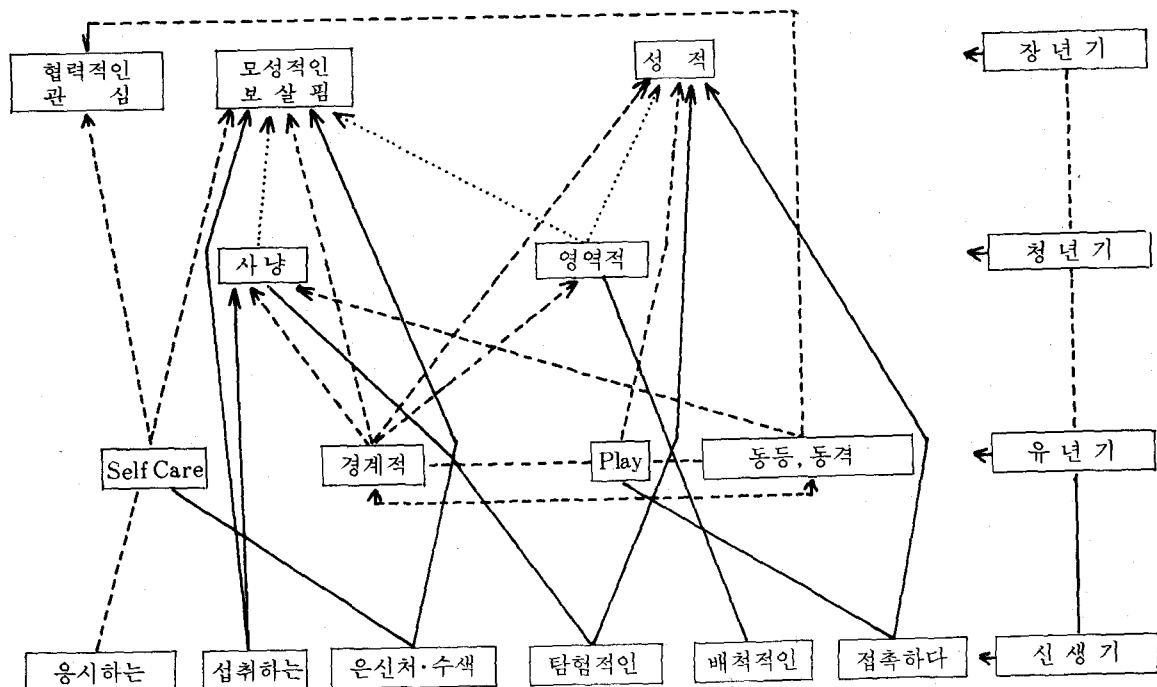 협력적인
관 심
모성적인
보 살 핌
성 적
장 년 기
사 냥
영역적
청 년 기
Self Care
경계적
Play
동등, 동격
유 년 기
응시하는
섭취하는
은신처·수색
탐험적인
배척적인
접촉하다
신 생 기